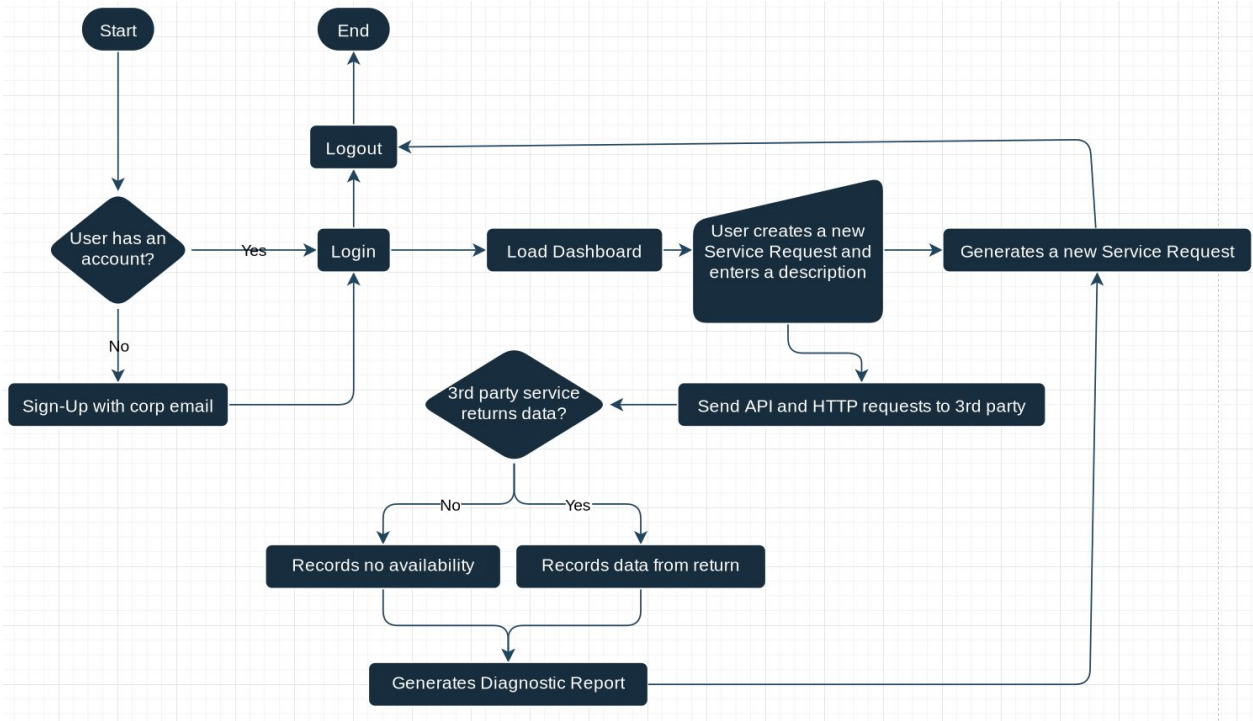 Start
End
Logout
User has an
account?
Yes
Login
Load Dashboard
User creates a new
Service Request and
enters a description
Generates a new Service Request
No
Sign-Up with corp email
3rd party service
returns data?
Send API and HTTP requests to 3rd party
No
Yes
Records no availability
Records data from return
Generates Diagnostic Report